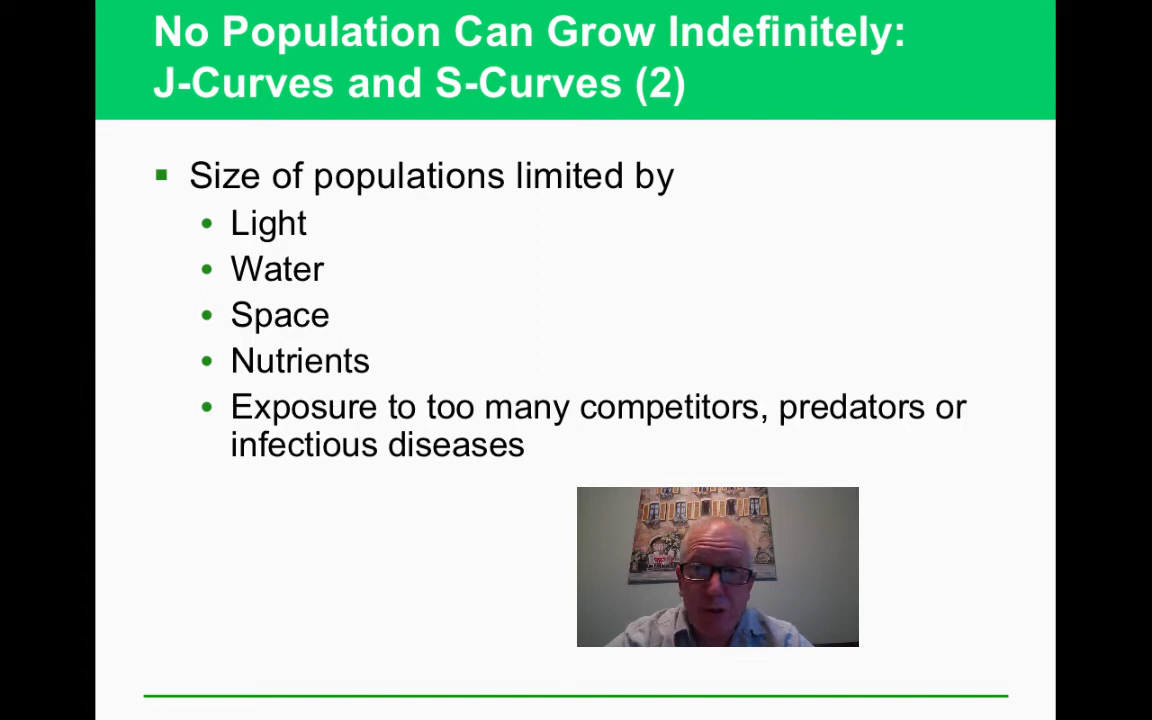 No Population Can Grow Indefinitely:
J-Curves and S-Curves (2)
Size of populations limited by
Light
Water
Space
Nutrients
Exposure to too many competitors, predators or
infectious diseases